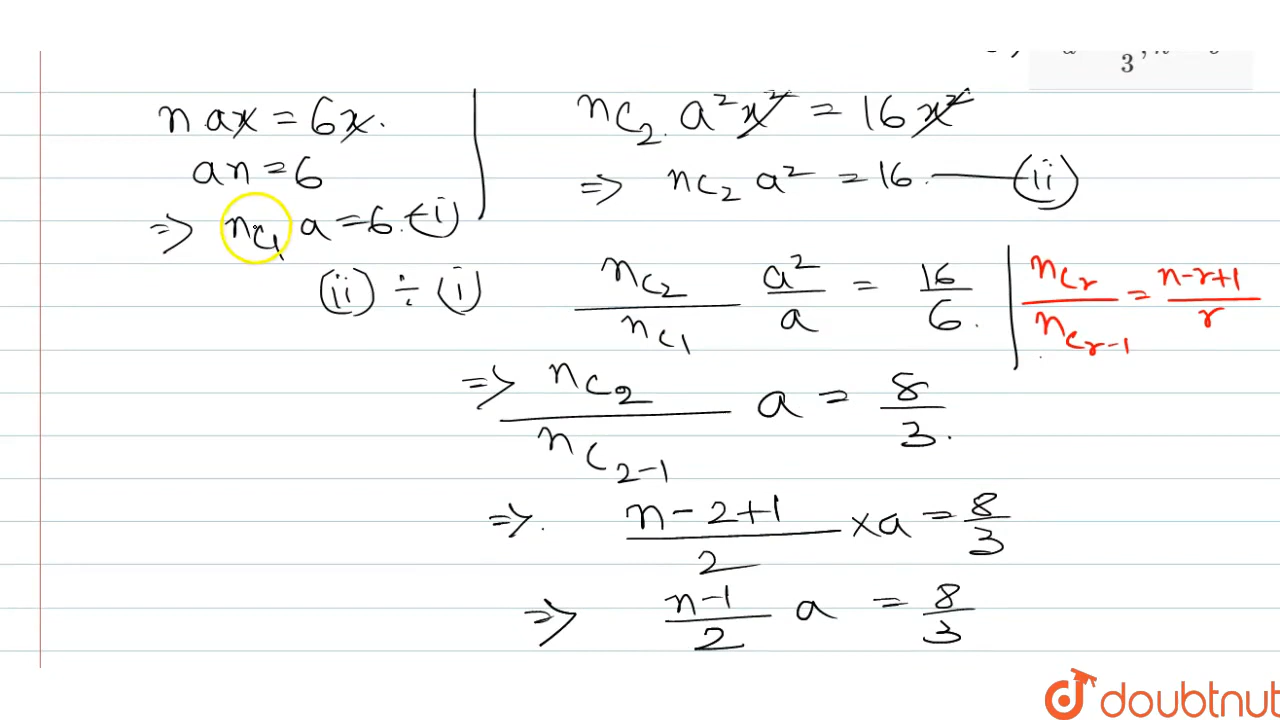 3
n ax = 6x.
an = 6
=> nC1 a = 6. - (i)
nC2. a²x² = 16x²
=> nC2 a² = 16. — (ii)
(ii) ÷ (i)
nC2 / nC1 a² / a = 16 / 6.
nCr / nCr-1 = n-r+1 / r
=> nC2 / nC2-1 a = 8 / 3.
=>. n-2+1 / 2 × a = 8 / 3
=> n-1 / 2 a = 8 / 3
doubtnut